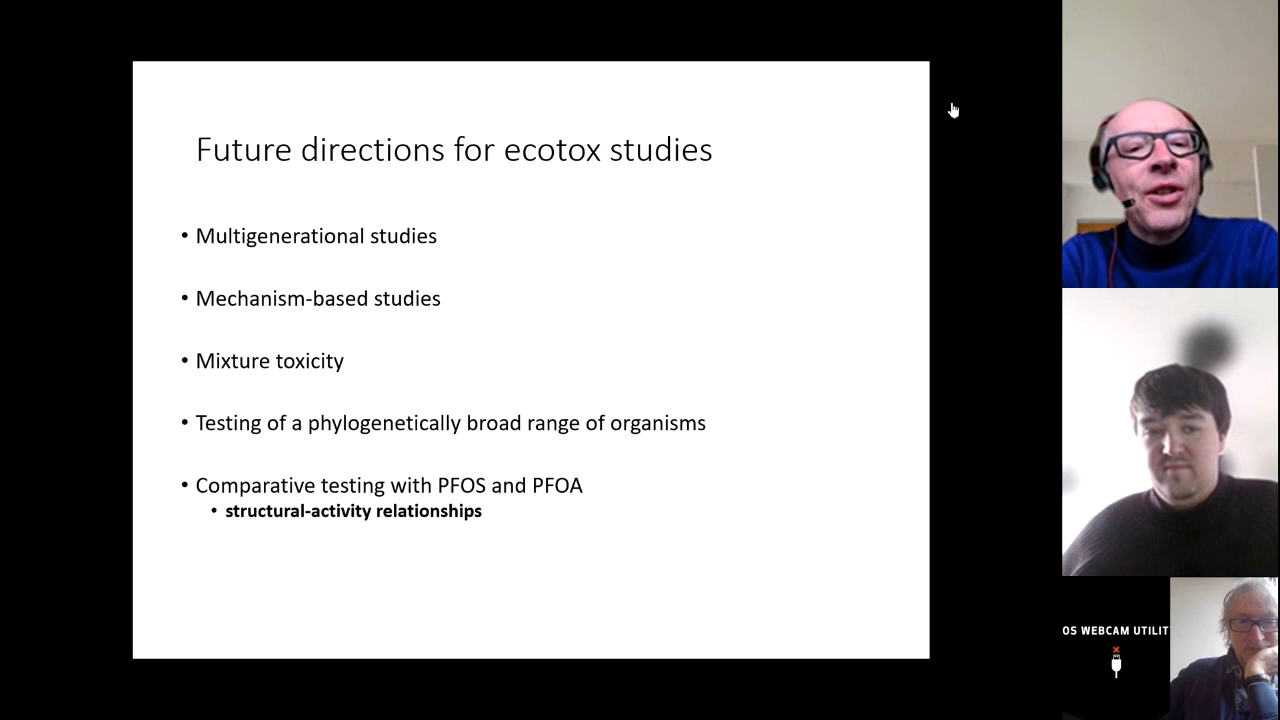 Future directions for ecotox studies
• Multigenerational studies
• Mechanism-based studies
• Mixture toxicity
• Testing of a phylogenetically broad range of organisms
• Comparative testing with PFOS and PFOA
• structural-activity relationships
OS WEBCAM UTILIT